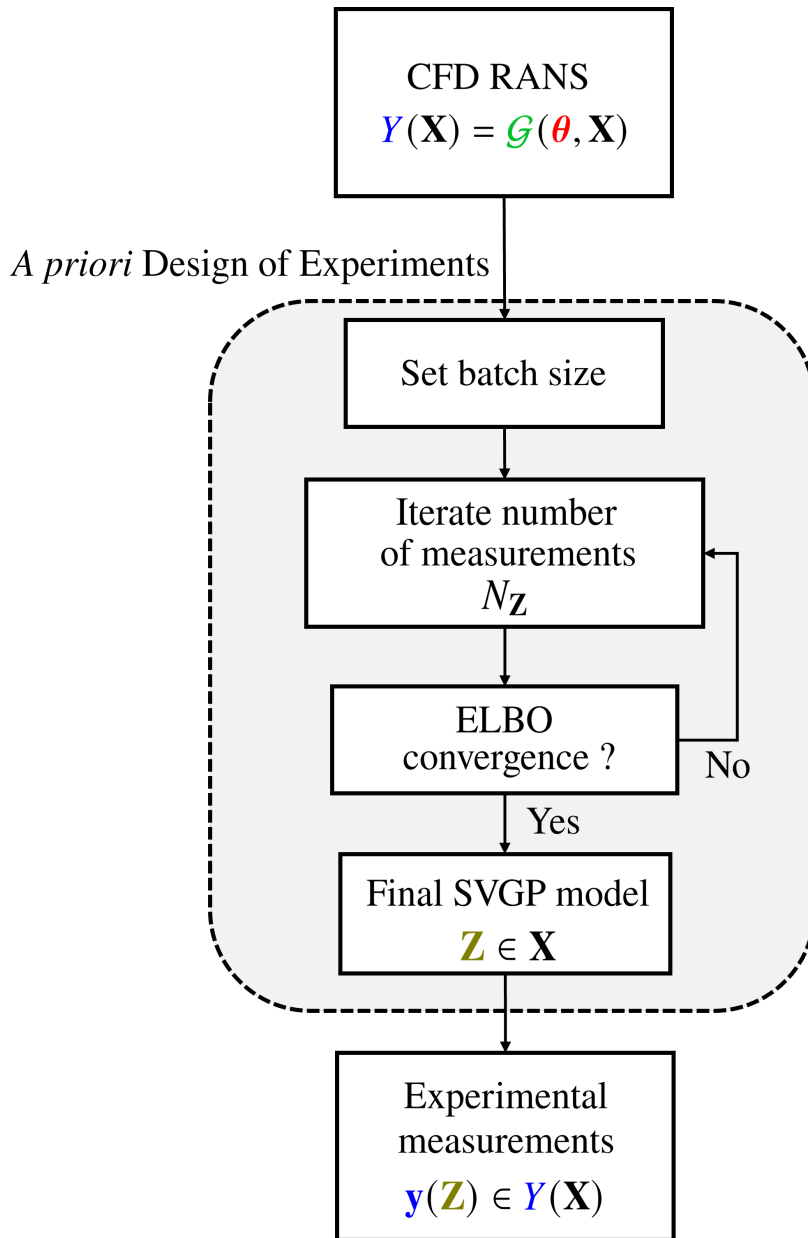 CFD RANS
Y(𝐗) = 𝒢(𝜽, 𝐗)
A priori Design of Experiments
Set batch size
Iterate number
of measurements
N_𝐙
ELBO
convergence ?
No
Yes
Final SVGP model
𝐙 ∈ 𝐗
Experimental
measurements
𝐲(𝐙) ∈ Y(𝐗)